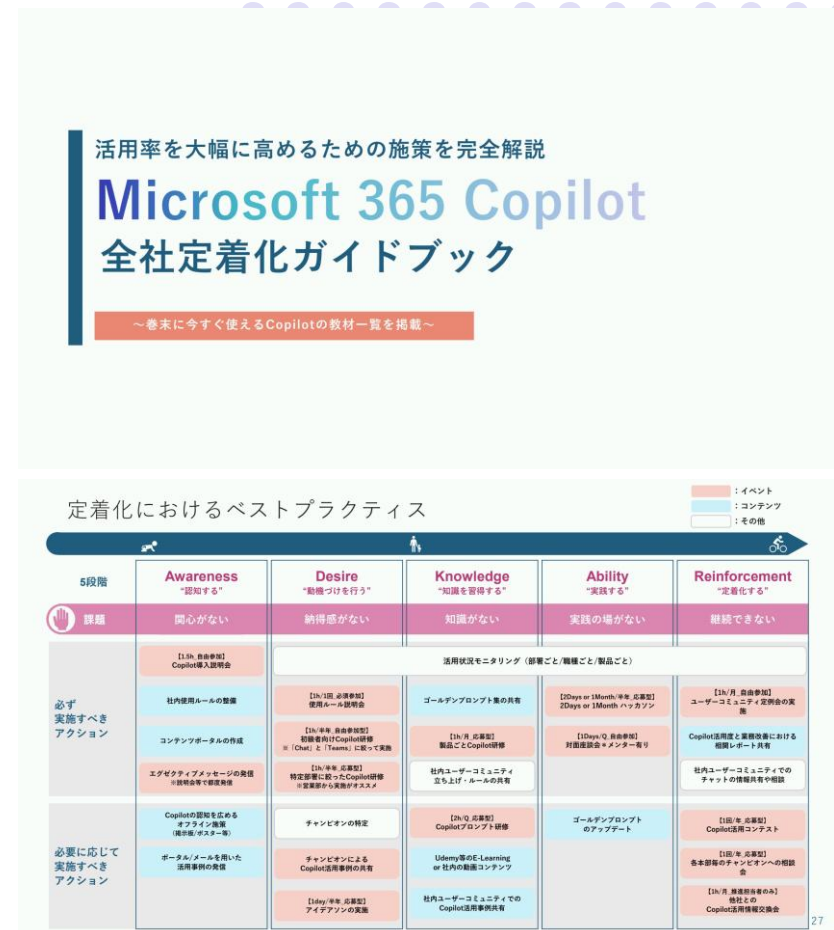 活用率を大幅に高めるための施策を完全解説
Microsoft 365 Copilot
全社定着化ガイドブック
～巻末に今すぐ使えるCopilotの教材一覧を掲載～
定着化におけるベストプラクティス
：イベント
：コンテンツ
：その他
5段階
Awareness
“認知する”
Desire
“動機づけを行う”
Knowledge
“知識を習得する”
Ability
“実践する”
Reinforcement
“定着化する”
課題
関心がない
納得感がない
知識がない
実践の場がない
継続できない
必ず
実施すべき
アクション
【1.5h_自由参加】
Copilot導入説明会
社内使用ルールの整備
コンテンツポータルの作成
エグゼクティブメッセージの発信
※説明会等で都度発信
活用状況モニタリング（部署ごと/職種ごと/製品ごと）
【1h/1回_必須参加】
使用ルール説明会
【1h/半年_自由参加型】
初級者向けCopilot研修
※「Chat」と「Teams」に絞って実施
【1h/半年_応募型】
特定部署に絞ったCopilot研修
※営業部から実施がオススメ
ゴールデンプロンプト集の共有
【1h/月_応募型】
製品ごとCopilot研修
社内ユーザーコミュニティ
立ち上げ・ルールの共有
【2Days or 1Month/半年_応募型】
2Days or 1Month ハッカソン
【1Days/Q_自由参加】
対面座談会＊メンター有り
【1h/月_自由参加】
ユーザーコミュニティ定例会の実
施
Copilot活用度と業務改善における
相関レポート共有
社内ユーザーコミュニティでの
チャットの情報共有や相談
必要に応じて
実施すべき
アクション
Copilotの認知を広める
オフライン施策
（掲示板/ポスター等）
ポータル/メールを用いた
活用事例の発信
チャンピオンの特定
チャンピオンによる
Copilot活用事例の共有
【1day/半年_応募型】
アイデアソンの実施
【2h/Q_応募型】
Copilotプロンプト研修
Udemy等のE-Learning
or 社内の動画コンテンツ
社内ユーザーコミュニティでの
Copilot活用事例共有
ゴールデンプロンプト
のアップデート
【1回/年_応募型】
Copilot活用コンテスト
【1回/年_応募型】
各本部毎のチャンピオンへの相談
会
【1h/月_推進担当者のみ】
他社との
Copilot活用情報交換会
27